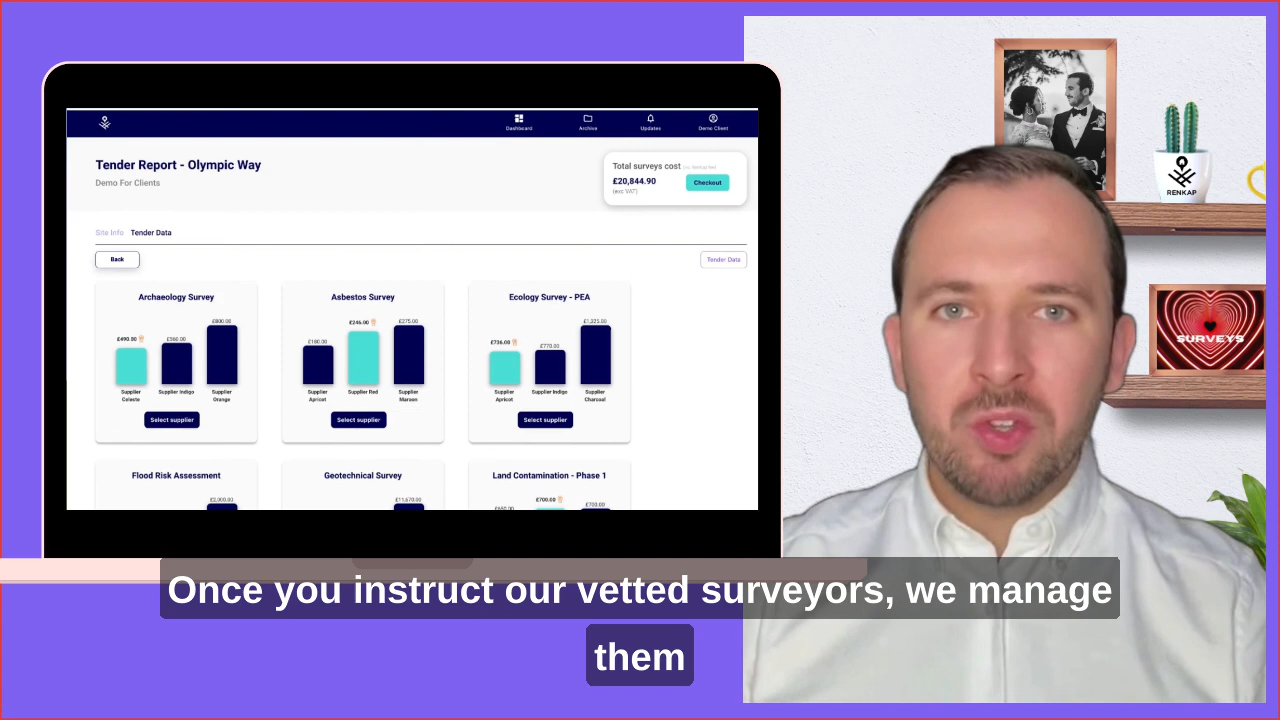 Dashboard
Archive
Updates
Demo Client
Tender Report - Olympic Way
Demo For Clients
Total surveys cost
£20,844.90
(exc VAT)
Checkout
Site Info Tender Data
Back
Tender Data
Archaeology Survey
£490.00
£560.00
£800.00
Supplier Celeste
Supplier Indigo
Supplier Orange
Select supplier
Asbestos Survey
£180.00
£246.00
£275.00
Supplier Apricot
Supplier Red
Supplier Maroon
Select supplier
Ecology Survey - PEA
£736.00
£770.00
£1,325.00
Supplier Apricot
Supplier Indigo
Supplier Charcoal
Select supplier
Flood Risk Assessment
£2,000.00
Geotechnical Survey
£11,670.00
Land Contamination - Phase 1
£700.00
£750.00
RENKAP
SURVEYS
Once you instruct our vetted surveyors, we manage
them